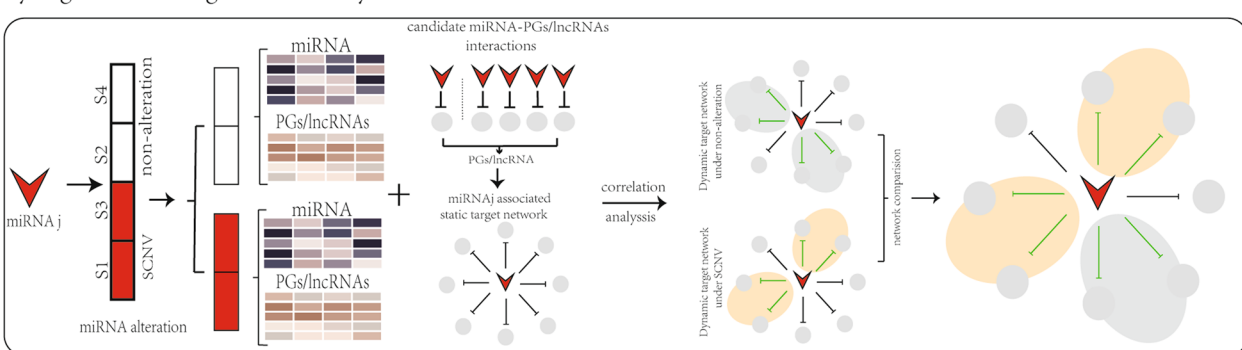 miRNA j
S4
S2
S3
S1
non-alteration
SCNV
miRNA alteration
miRNA
PGs/lncRNAs
miRNA
PGs/lncRNAs
candidate miRNA-PGs/lncRNAs
interactions
PGs/lncRNA
miRNAj associated
static target network
correlation
analyssis
Dynamic target network
under non-alteration
Dynamic target network
under SCNV
network comparision